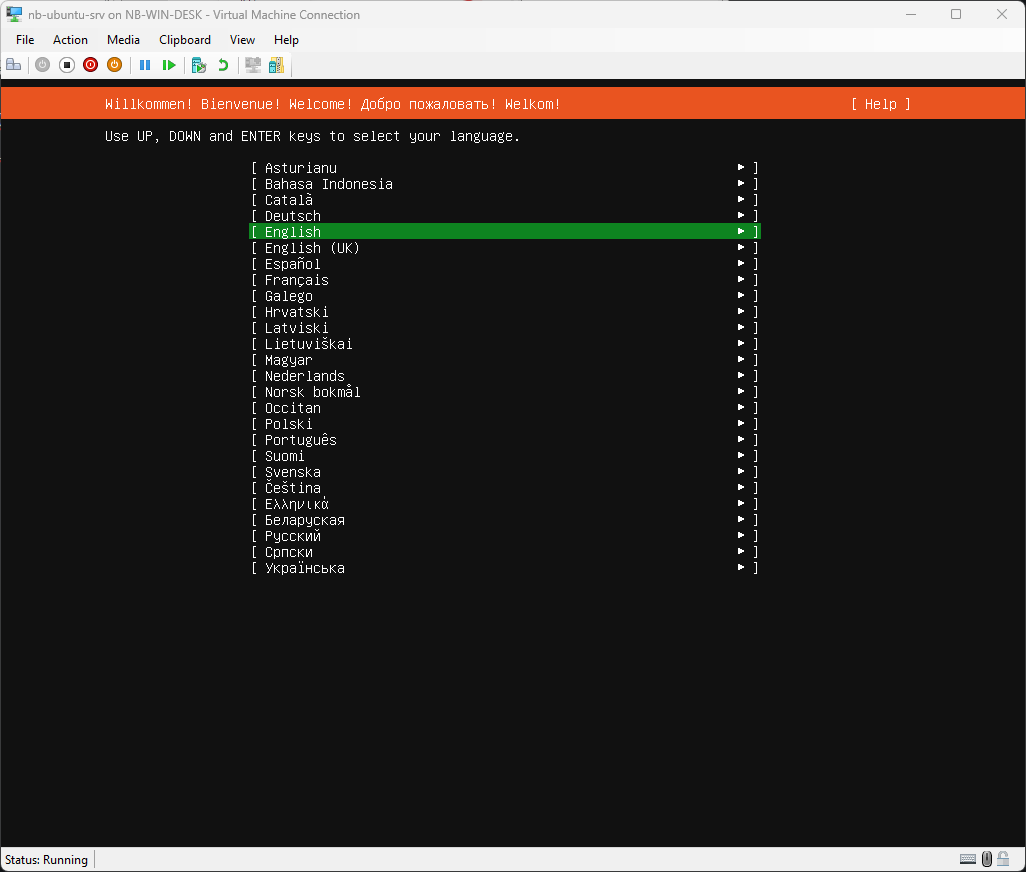 nb-ubuntu-srv on NB-WIN-DESK - Virtual Machine Connection
File Action Media Clipboard View Help
Willkommen! Bienvenue! Welcome! Добро пожаловать! Welkom! [ Help ]
Use UP, DOWN and ENTER keys to select your language.
[ Asturianu ► ]
[ Bahasa Indonesia ► ]
[ Català ► ]
[ Deutsch ► ]
[ English ► ]
[ English (UK) ► ]
[ Español ► ]
[ Français ► ]
[ Galego ► ]
[ Hrvatski ► ]
[ Latviski ► ]
[ Lietuviškai ► ]
[ Magyar ► ]
[ Nederlands ► ]
[ Norsk bokmål ► ]
[ Occitan ► ]
[ Polski ► ]
[ Português ► ]
[ Suomi ► ]
[ Svenska ► ]
[ Čeština ► ]
[ Ελληνικά ► ]
[ Беларуская ► ]
[ Русский ► ]
[ Српски ► ]
[ Українська ► ]
Status: Running